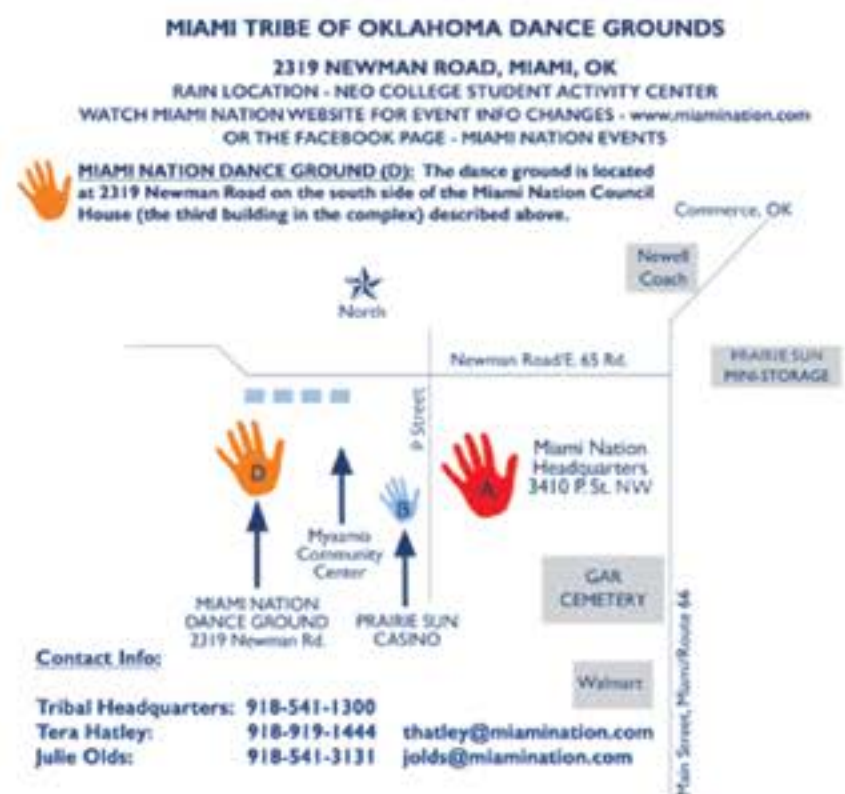 MIAMI TRIBE OF OKLAHOMA DANCE GROUNDS
2319 NEWMAN ROAD, MIAMI, OK
RAIN LOCATION - NEO COLLEGE STUDENT ACTIVITY CENTER
WATCH MIAMI NATION WEBSITE FOR EVENT INFO CHANGES - www.miamination.com
OR THE FACEBOOK PAGE - MIAMI NATION EVENTS
MIAMI NATION DANCE GROUND (D): The dance ground is located
at 2319 Newman Road on the south side of the Miami Nation Council
House (the third building in the complex) described above.
Commerce, OK
Newell
Coach
North
Newman Road/E. 65 Rd.
PRAIRIE SUN
MINI-STORAGE
P Street
D
B
A
Miami Nation
Headquarters
3410 P. St. NW
Myaamia
Community
Center
MIAMI NATION
DANCE GROUND
2319 Newman Rd.
PRAIRIE SUN
CASINO
GAR
CEMETERY
Walmart
Main Street, Miami/Route 66
Contact Info:
Tribal Headquarters: 918-541-1300
Tera Hatley: 918-919-1444 thatley@miamination.com
Julie Olds: 918-541-3131 jolds@miamination.com